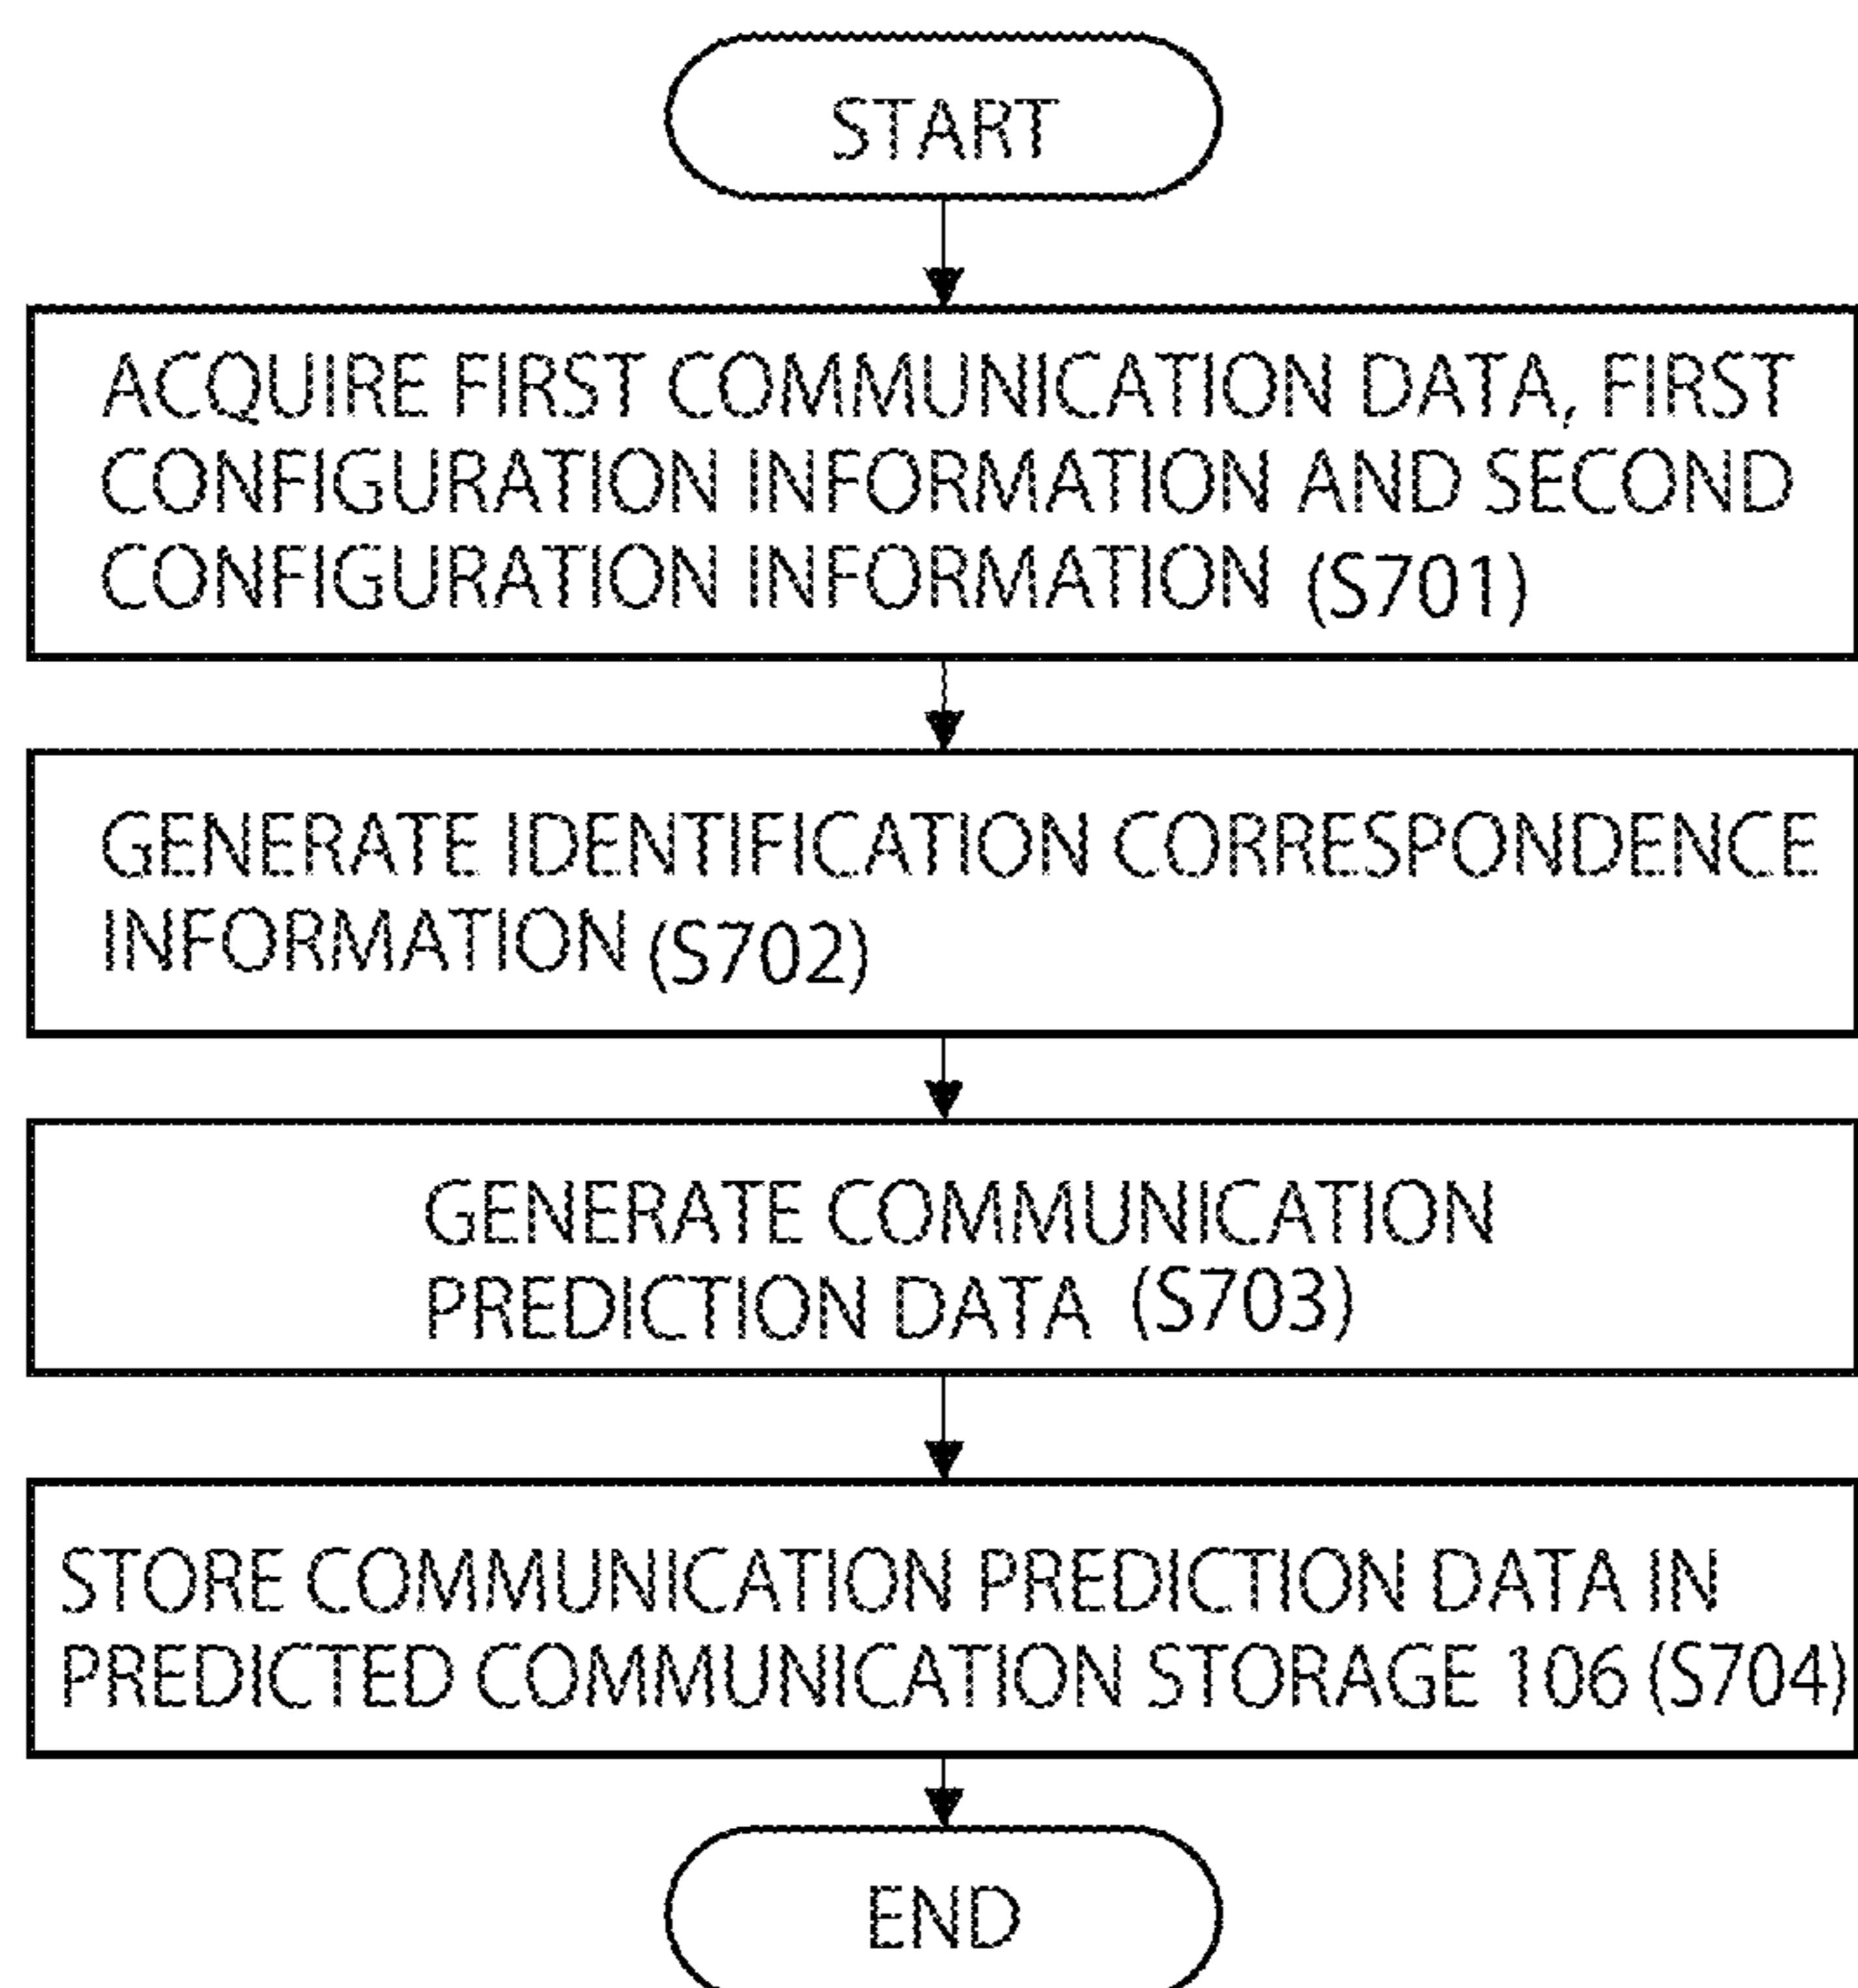 START
ACQUIRE FIRST COMMUNICATION DATA, FIRST
CONFIGURATION INFORMATION AND SECOND
CONFIGURATION INFORMATION (S701)
GENERATE IDENTIFICATION CORRESPONDENCE
INFORMATION (S702)
GENERATE COMMUNICATION
PREDICTION DATA (S703)
STORE COMMUNICATION PREDICTION DATA IN
PREDICTED COMMUNICATION STORAGE 106 (S704)
END